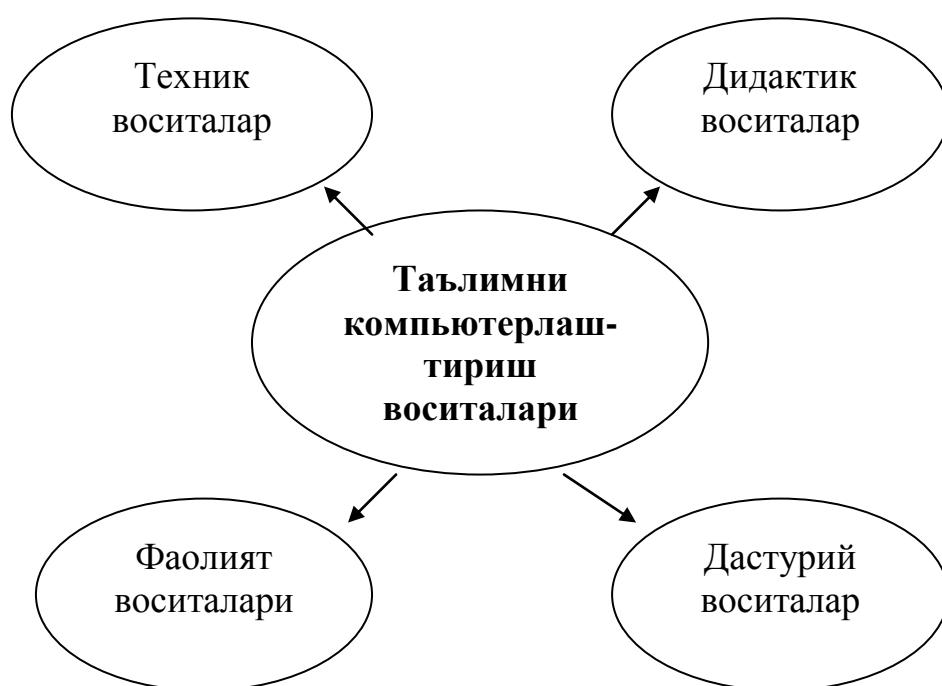 Техник
воситалар
Дидактик
воситалар
Таълимни
компьютерлаш-
тириш
воситалари
Фаолият
воситалари
Дастурий
воситалар